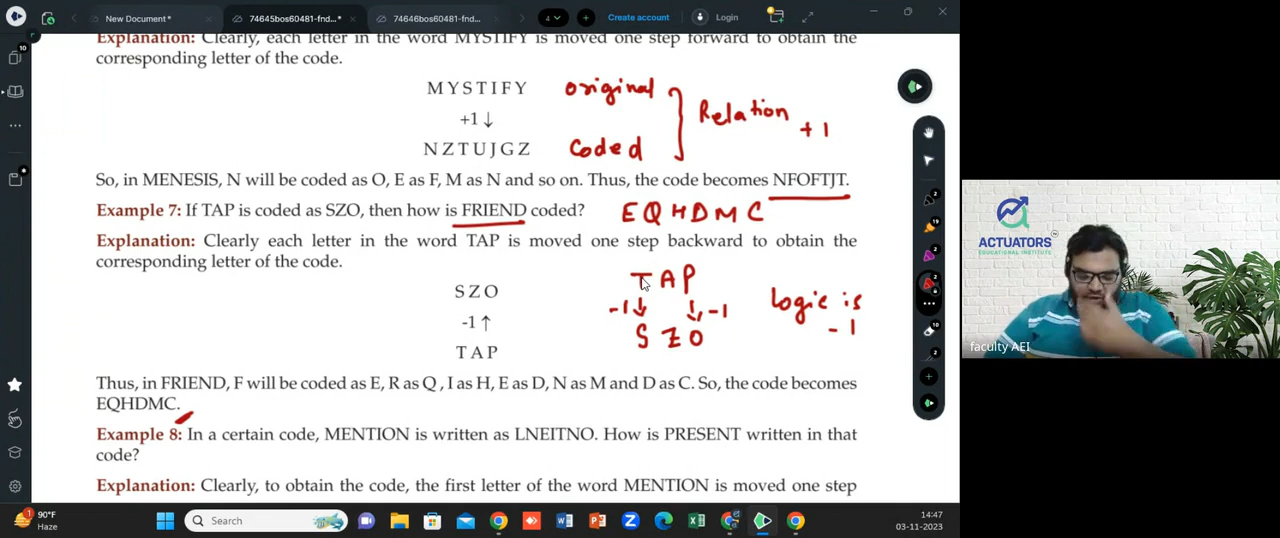 New Document*
74645bos60481-fnd...*
74646bos60481-fnd...
4
Create account
Login
10
Explanation: Clearly, each letter in the word MYSTIFY is moved one step forward to obtain the
corresponding letter of the code.
MYSTIFY original
+1 ↓ Relation +1
NZTUJGZ Coded
So, in MENESIS, N will be coded as O, E as F, M as N and so on. Thus, the code becomes NFOFTJT.
Example 7: If TAP is coded as SZO, then how is FRIEND coded? EQHDMC
Explanation: Clearly each letter in the word TAP is moved one step backward to obtain the
corresponding letter of the code.
TAP
SZO
-1 ↓ ↓ -1 logic is
-1 ↑
SZO -1
TAP
Thus, in FRIEND, F will be coded as E, R as Q , I as H, E as D, N as M and D as C. So, the code becomes
EQHDMC.
Example 8: In a certain code, MENTION is written as LNEITNO. How is PRESENT written in that
code?
Explanation: Clearly, to obtain the code, the first letter of the word MENTION is moved one step
ACTUATORS
EDUCATIONAL INSTITUTE
faculty AEI
1
90°F
Haze
Search
14:47
03-11-2023